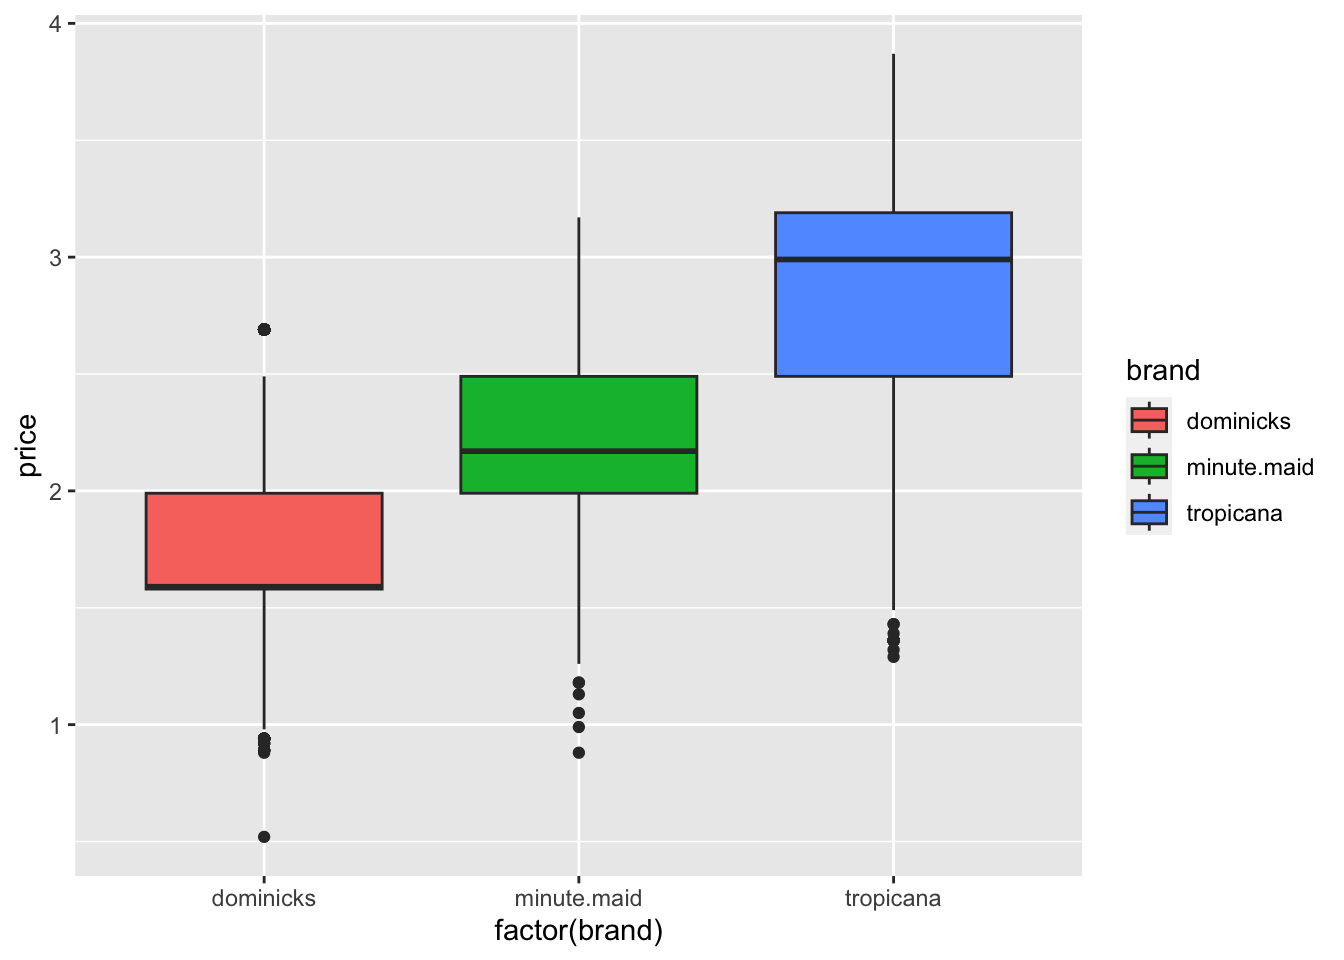 4
3
2
1
price
dominicks
minute.maid
tropicana
factor(brand)
brand
dominicks
minute.maid
tropicana